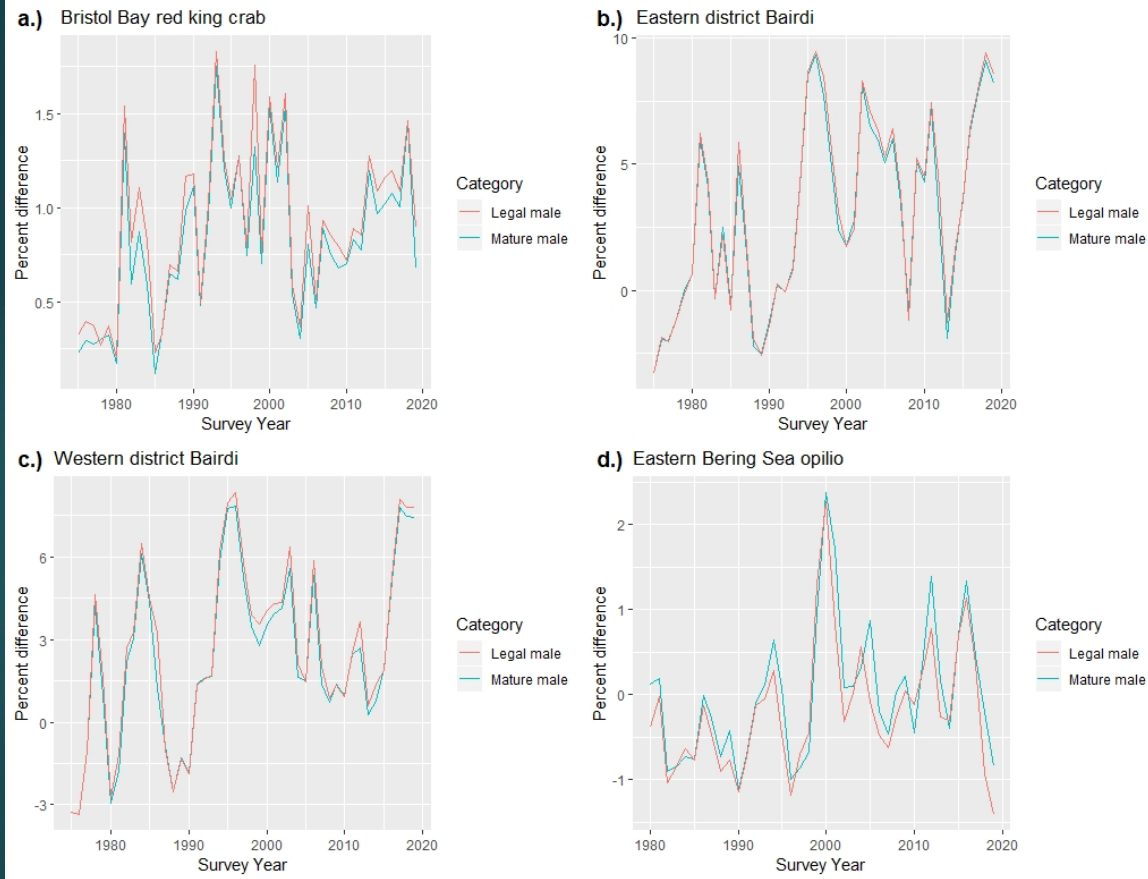 a.) Bristol Bay red king crab
Percent difference
1.5
1.0
0.5
1980 1990 2000 2010 2020
Survey Year
Category
Legal male
Mature male
b.) Eastern district Bairdi
Percent difference
10
5
0
1980 1990 2000 2010 2020
Survey Year
Category
Legal male
Mature male
c.) Western district Bairdi
Percent difference
6
3
0
-3
1980 1990 2000 2010 2020
Survey Year
Category
Legal male
Mature male
d.) Eastern Bering Sea opilio
Percent difference
2
1
0
-1
1980 1990 2000 2010 2020
Survey Year
Category
Legal male
Mature male